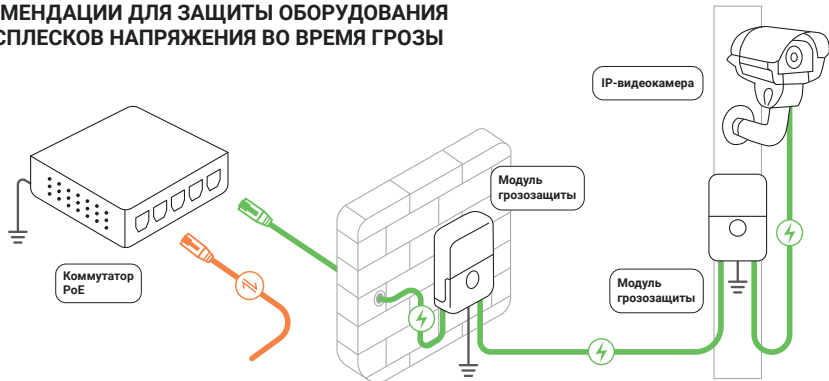 МЕНДАЦИИ ДЛЯ ЗАЩИТЫ ОБОРУДОВАНИЯ
СПЛЕСКОВ НАПРЯЖЕНИЯ ВО ВРЕМЯ ГРОЗЫ
IP-видеокамера
Модуль
грозозащиты
Коммутатор
PoE
Модуль
грозозащиты